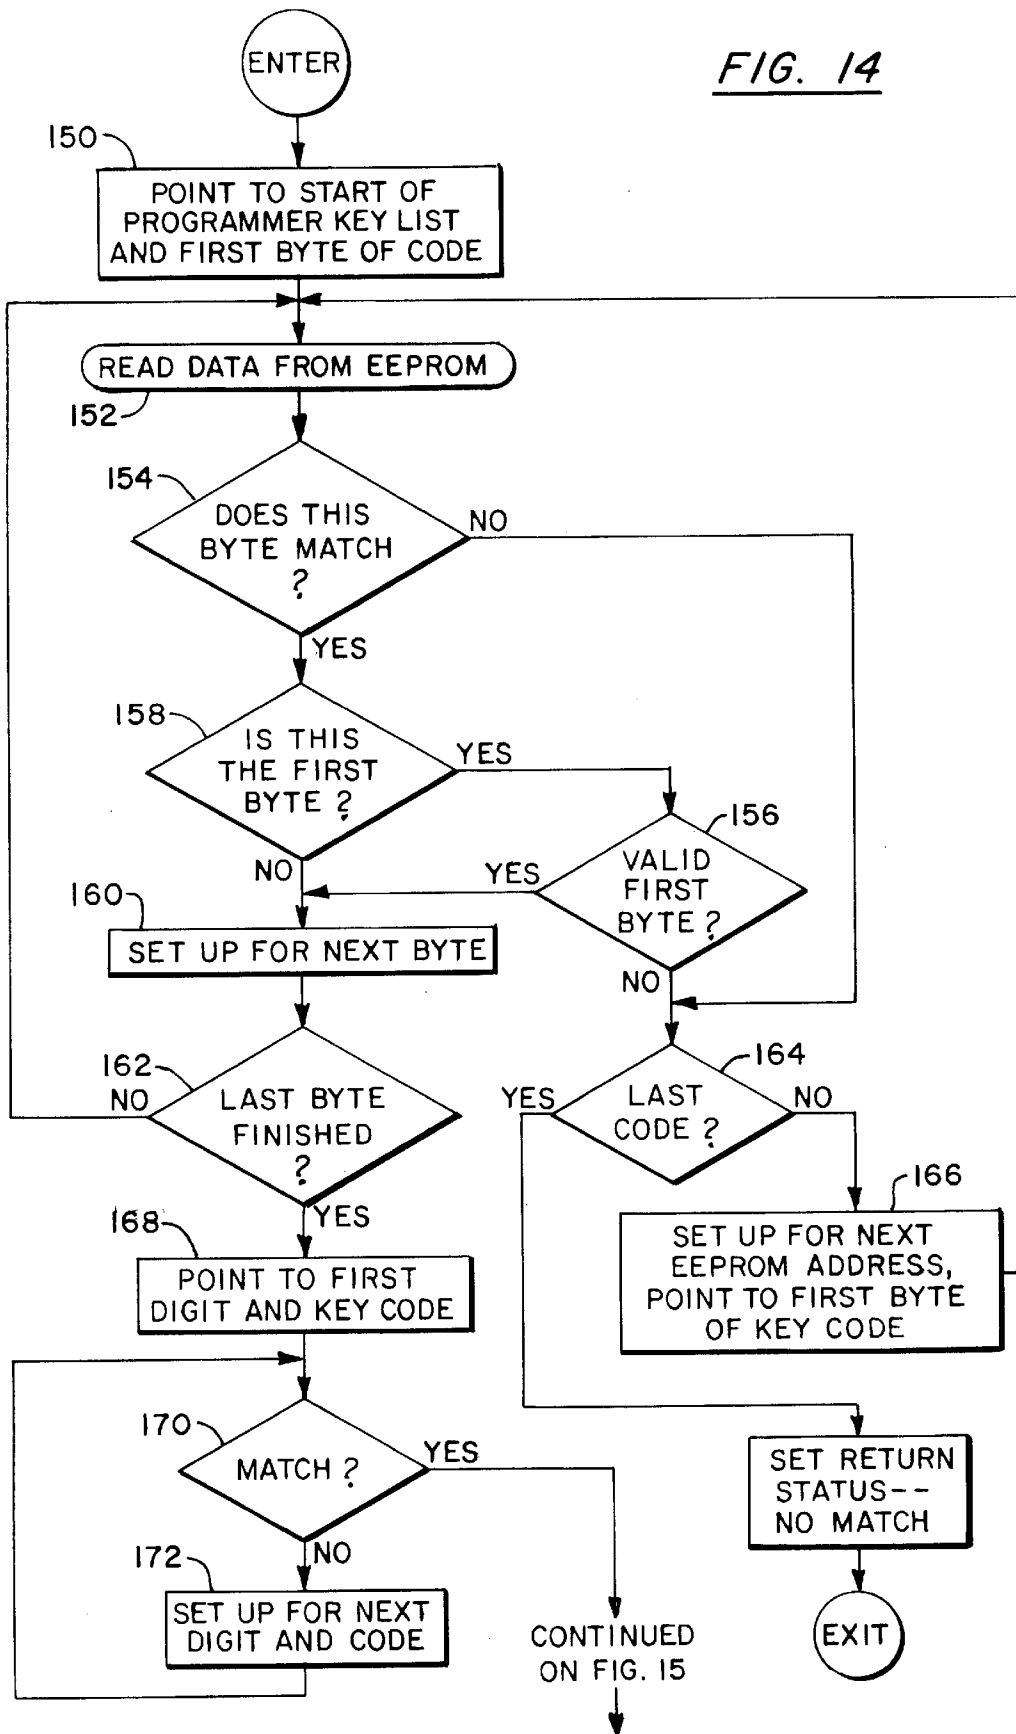 ENTER
FIG. 14
150
POINT TO START OF
PROGRAMMER KEY LIST
AND FIRST BYTE OF CODE
READ DATA FROM EEPROM
152
154
DOES THIS
BYTE MATCH
?
NO
YES
158
IS THIS
THE FIRST
BYTE ?
YES
NO
156
VALID
FIRST
BYTE ?
YES
NO
160
SET UP FOR NEXT BYTE
162
NO
LAST BYTE
FINISHED
?
YES
164
YES
LAST
CODE ?
NO
166
SET UP FOR NEXT
EEPROM ADDRESS,
POINT TO FIRST BYTE
OF KEY CODE
168
POINT TO FIRST
DIGIT AND KEY CODE
170
MATCH ?
YES
NO
172
SET UP FOR NEXT
DIGIT AND CODE
CONTINUED
ON FIG. 15
SET RETURN
STATUS--
NO MATCH
EXIT